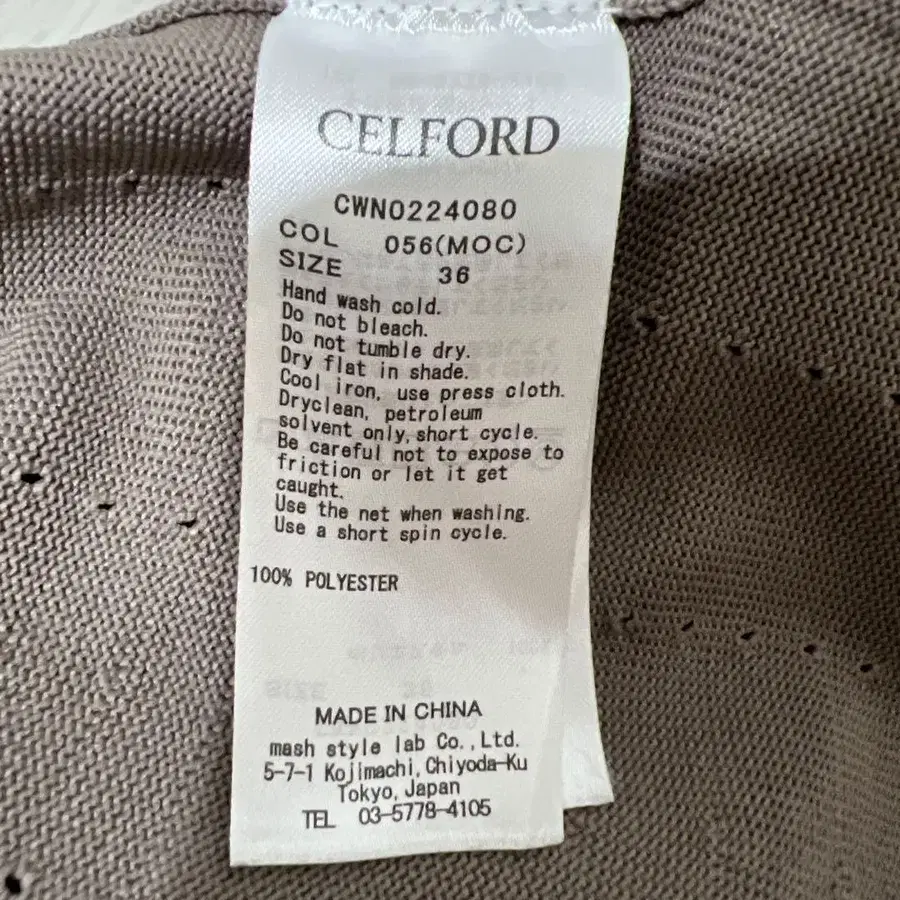 CELFORD
CWN0224080
COL 056(MOC)
SIZE 36
Hand wash cold.
Do not bleach.
Do not tumble dry.
Dry flat in shade.
Cool iron, use press cloth.
Dryclean, petroleum
solvent only, short cycle.
Be careful not to expose to
friction or let it get
caught.
Use the net when washing.
Use a short spin cycle.
100% POLYESTER
MADE IN CHINA
mash style lab Co.,Ltd.
5-7-1 Kojimachi, Chiyoda-Ku
Tokyo, Japan
TEL 03-5778-4105